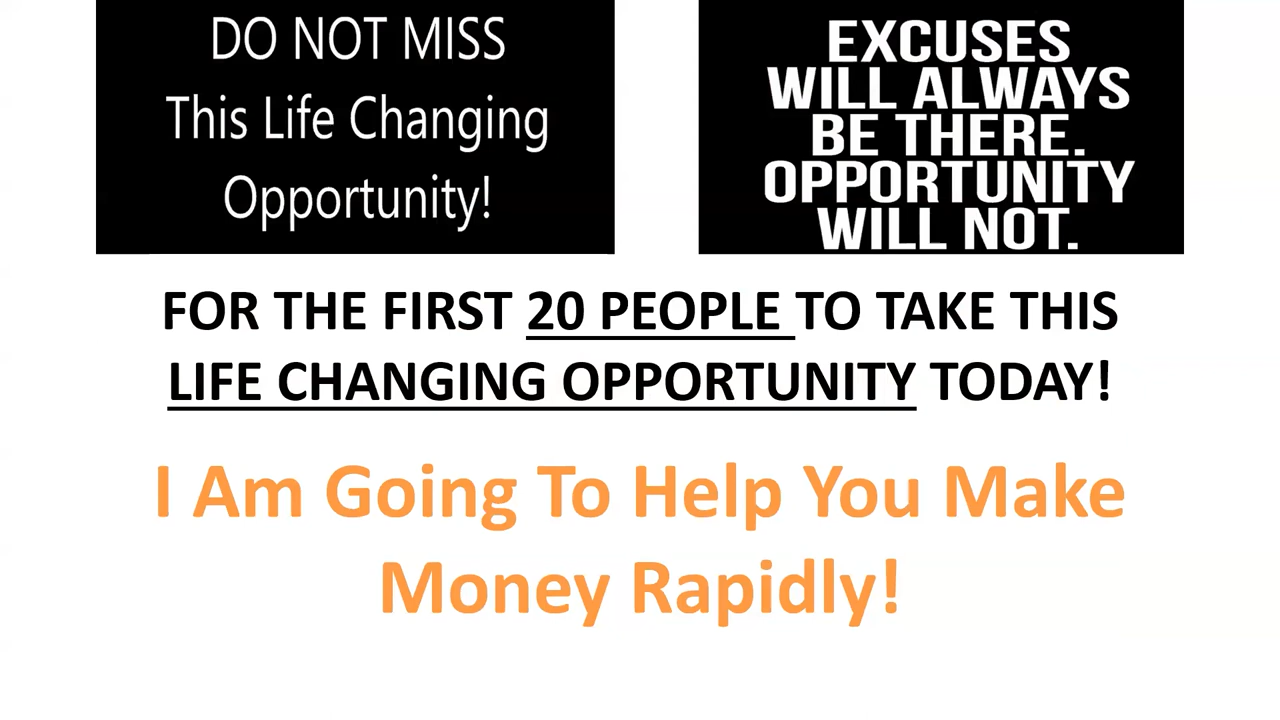 DO NOT MISS
This Life Changing
Opportunity!
EXCUSES
WILL ALWAYS
BE THERE.
OPPORTUNITY
WILL NOT.
FOR THE FIRST 20 PEOPLE TO TAKE THIS
LIFE CHANGING OPPORTUNITY TODAY!
I Am Going To Help You Make
Money Rapidly!